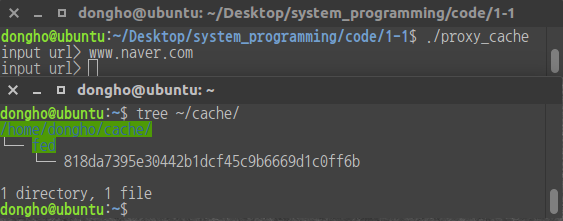 dongho@ubuntu: ~/Desktop/system_programming/code/1-1
dongho@ubuntu:~/Desktop/system_programming/code/1-1$ ./proxy_cache
input url> www.naver.com
input url>
dongho@ubuntu: ~
dongho@ubuntu:~$ tree ~/cache/
/home/dongho/cache/
└── fed
    └── 818da7395e30442b1dcf45c9b6669d1c0ff6b

1 directory, 1 file
dongho@ubuntu:~$